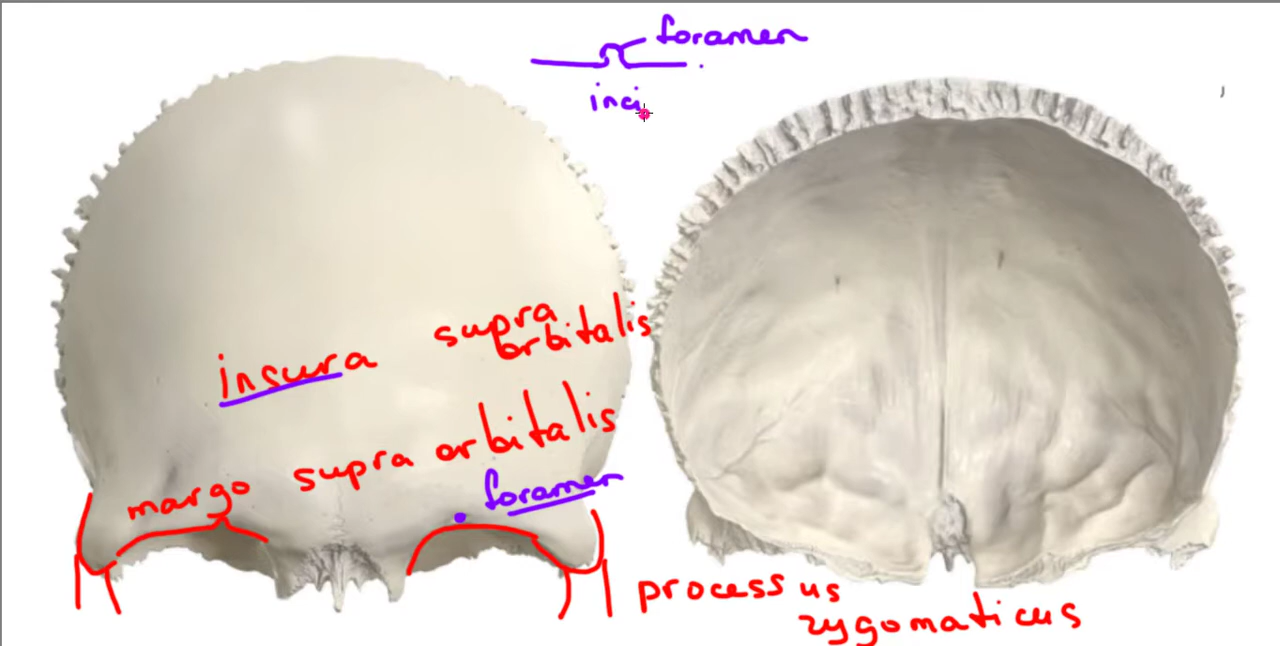 foramen
inci
supra
orbitalis
insura
margo supra orbitalis
foramen
processus
zygomaticus